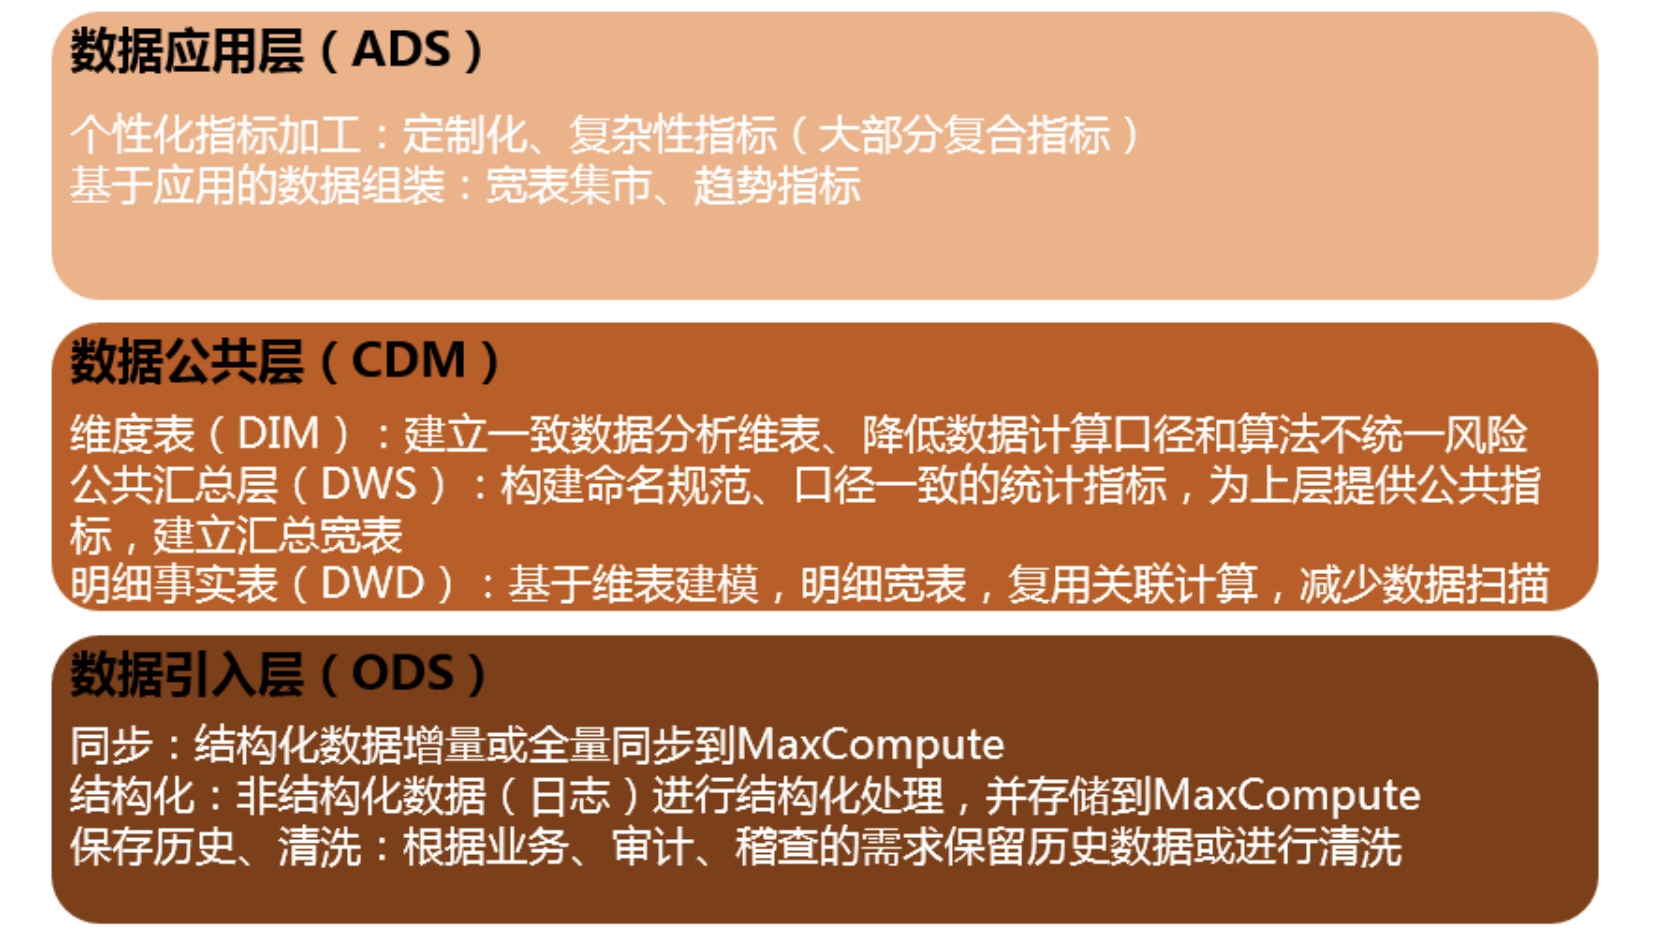 数据应用层（ADS）
个性化指标加工：定制化、复杂性指标（大部分复合指标）
基于应用的数据组装：宽表集市、趋势指标
数据公共层（CDM）
维度表（DIM）：建立一致数据分析维表、降低数据计算口径和算法不统一风险
公共汇总层（DWS）：构建命名规范、口径一致的统计指标，为上层提供公共指
标，建立汇总宽表
明细事实表（DWD）：基于维表建模，明细宽表，复用关联计算，减少数据扫描
数据引入层（ODS）
同步：结构化数据增量或全量同步到MaxCompute
结构化：非结构化数据（日志）进行结构化处理，并存储到MaxCompute
保存历史、清洗：根据业务、审计、稽查的需求保留历史数据或进行清洗